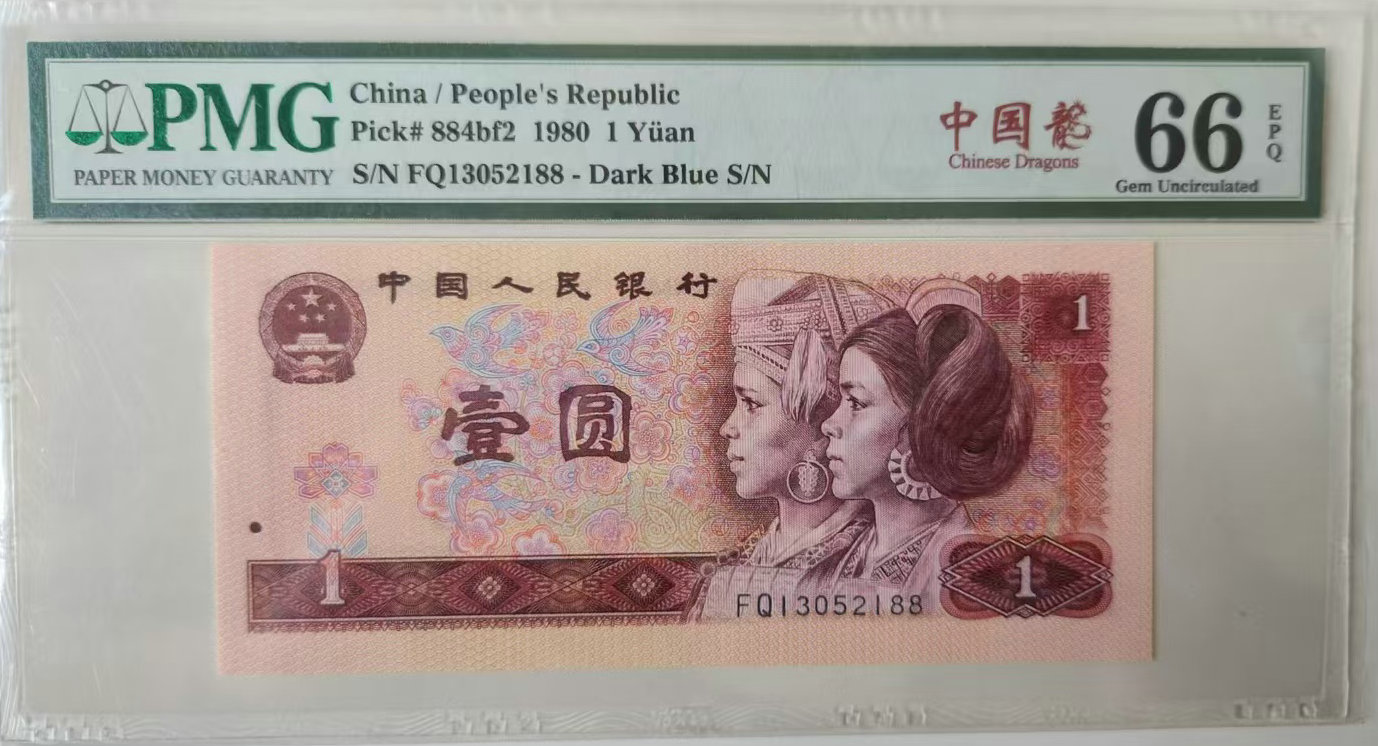 PMG
PAPER MONEY GUARANTY
China / People's Republic
Pick# 884bf2 1980 1 Yüan
S/N FQ13052188 - Dark Blue S/N
中国龍
Chinese Dragons
66
EPQ
Gem Uncirculated
中国人民银行
1
壹圆
1
1
FQ13052188